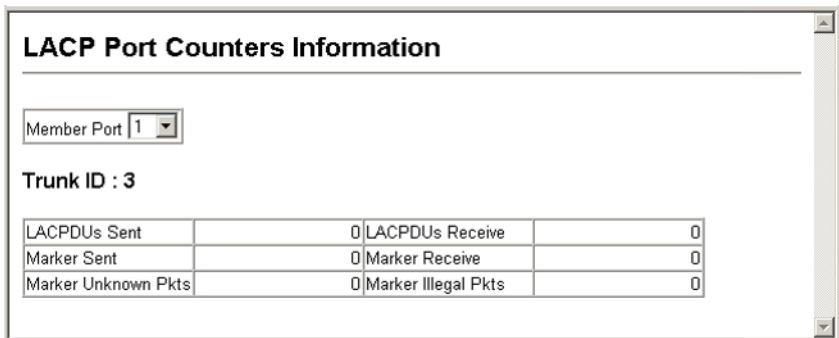 LACP Port Counters Information
Member Port 1
Trunk ID : 3
LACPDUs Sent 0 LACPDUs Receive 0
Marker Sent 0 Marker Receive 0
Marker Unknown Pkts 0 Marker Illegal Pkts 0